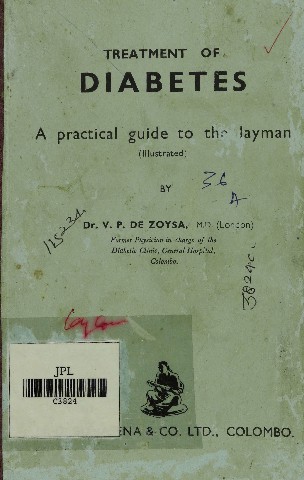 TREATMENT OF
DIABETES
A practical guide to the layman
(Illustrated)
BY
36
A
Dr. V. P. DE ZOYSA, M.D. (London)
Former Physician in charge of the
Diabetic Clinic, General Hospital,
Colombo.
JPL
C3824
ENA & CO. LTD., COLOMBO.